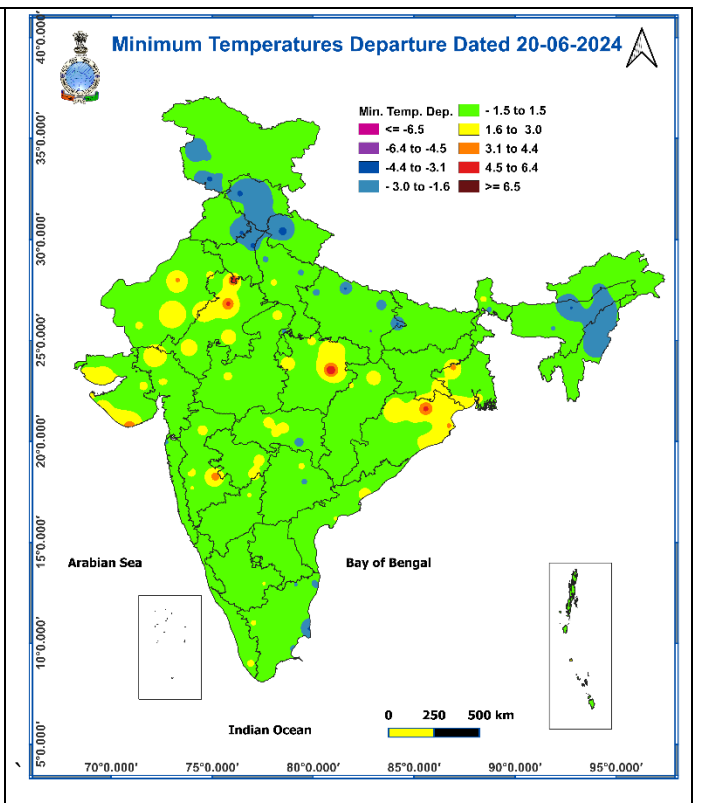 Minimum Temperatures Departure Dated 20-06-2024
Min. Temp. Dep.
<= -6.5
-6.4 to -4.5
-4.4 to -3.1
- 3.0 to -1.6
- 1.5 to 1.5
1.6 to 3.0
3.1 to 4.4
4.5 to 6.4
>= 6.5
40°0.000'
35°0.000'
30°0.000'
25°0.000'
20°0.000'
15°0.000'
10°0.000'
5°0.000'
Arabian Sea
Bay of Bengal
Indian Ocean
0 250 500 km
70°0.000' 75°0.000' 80°0.000' 85°0.000' 90°0.000' 95°0.000'